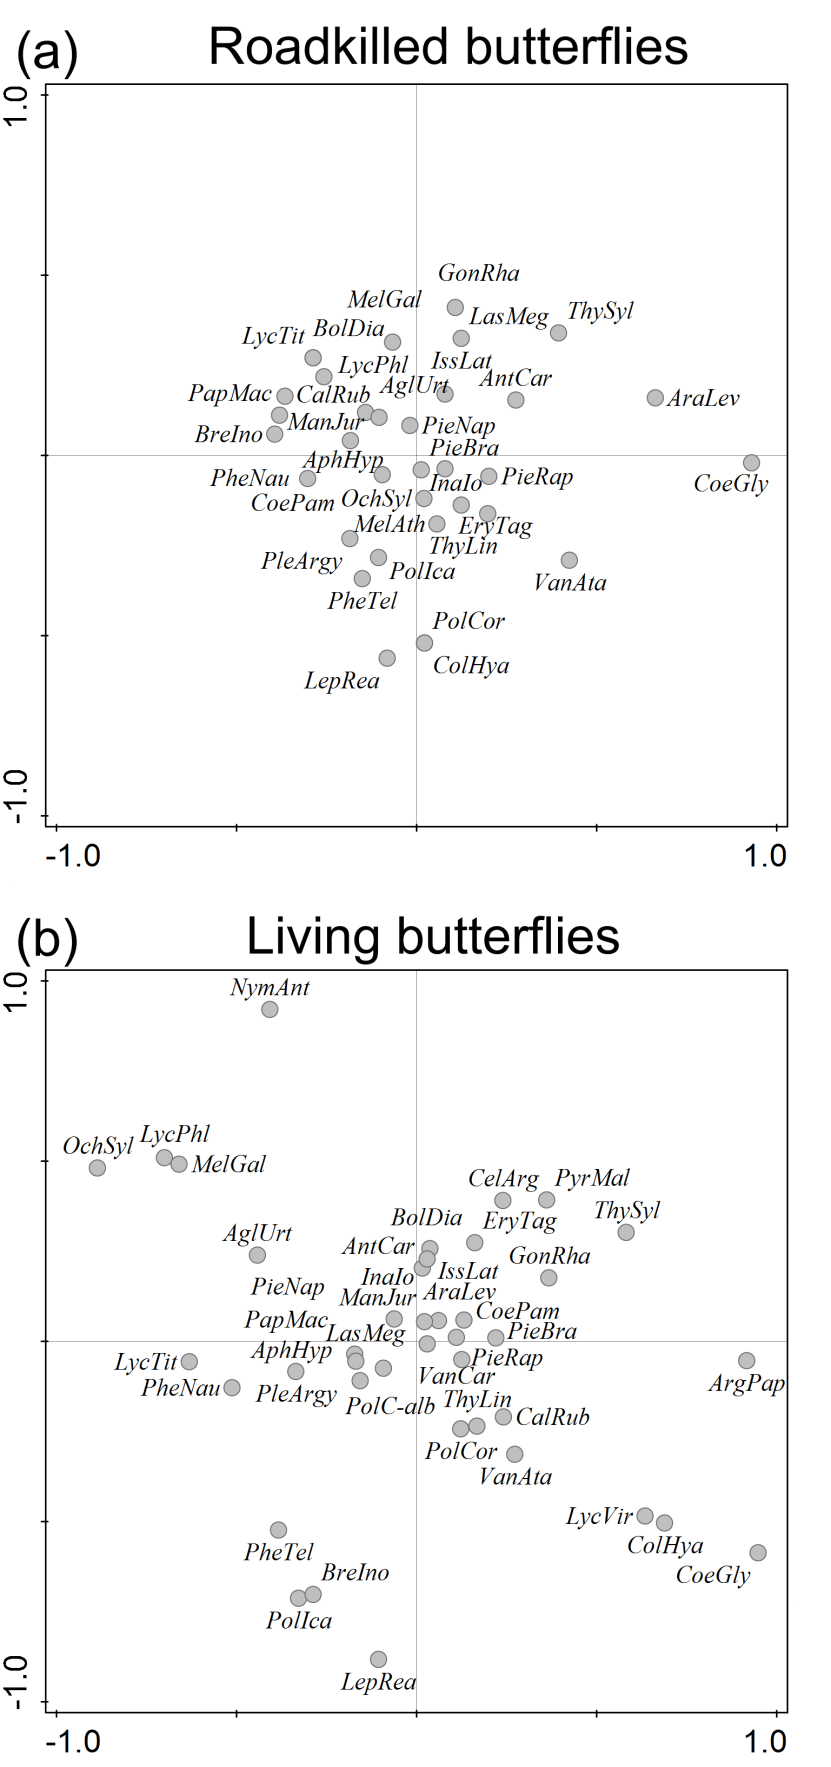 (a) Roadkilled butterflies
1.0
GonRha
MelGal
LasMeg
ThySyl
LycTit
BolDia
LycPhl
IssLat
AglUrt
AntCar
PapMac
CalRub
AraLev
ManJur
PieNap
BreIno
PieBra
AphHyp
PheNau
InaIo
PieRap
CoeGly
CoePam
OchSyl
MelAth
EryTag
ThyLin
PleArgy
PolIca
VanAta
PheTel
PolCor
ColHya
LepRea
-1.0
-1.0
1.0
(b) Living butterflies
1.0
NymAnt
LycPhl
OchSyl
MelGal
CelArg
PyrMal
ThySyl
BolDia
EryTag
AglUrt
AntCar
GonRha
InaIo
IssLat
PieNap
AraLev
ManJur
CoePam
PapMac
LasMeg
PieBra
AphHyp
LycTit
PieRap
VanCar
PheNau
PleArgy
ArgPap
PolC-alb
ThyLin
CalRub
PolCor
VanAta
LycVir
ColHya
PheTel
CoeGly
BreIno
PolIca
LepRea
-1.0
-1.0
1.0